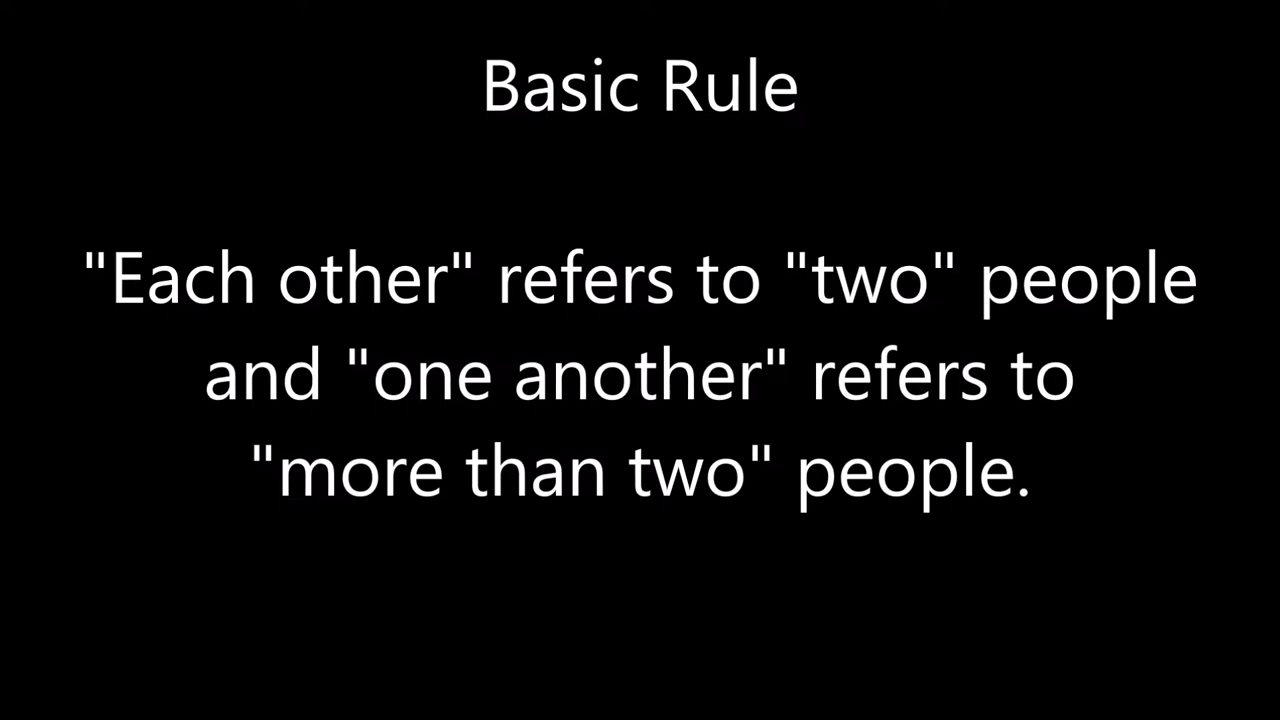 Basic Rule
"Each other" refers to "two" people
and "one another" refers to
"more than two" people.